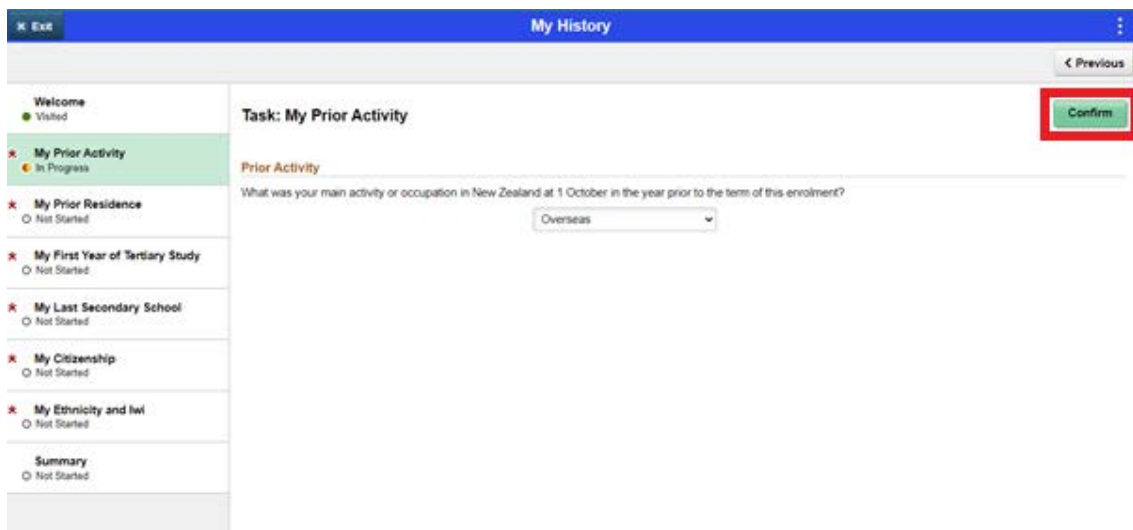 × Exit
My History
< Previous
Welcome
Visited
Task: My Prior Activity
Confirm
* My Prior Activity
In Progress
Prior Activity
What was your main activity or occupation in New Zealand at 1 October in the year prior to the term of this enrolment?
Overseas
* My Prior Residence
Not Started
* My First Year of Tertiary Study
Not Started
* My Last Secondary School
Not Started
* My Citizenship
Not Started
* My Ethnicity and Iwi
Not Started
Summary
Not Started